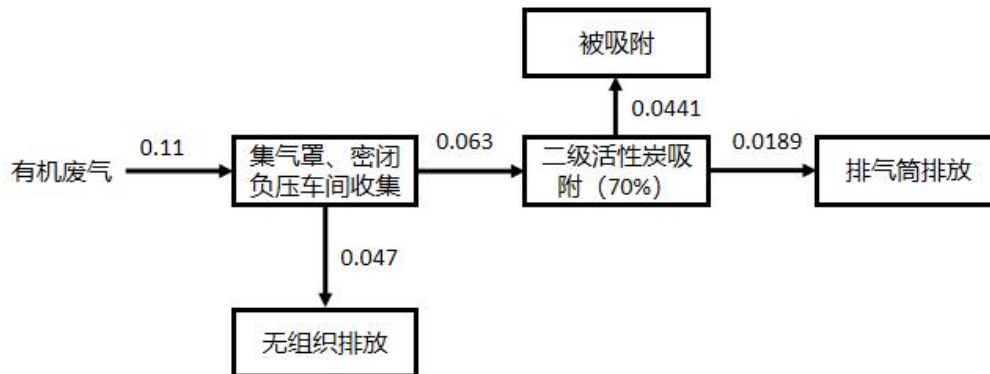 被吸附
0.0441
有机废气
0.11
集气罩、密闭
负压车间收集
0.063
二级活性炭吸
附（70%）
0.0189
排气筒排放
0.047
无组织排放